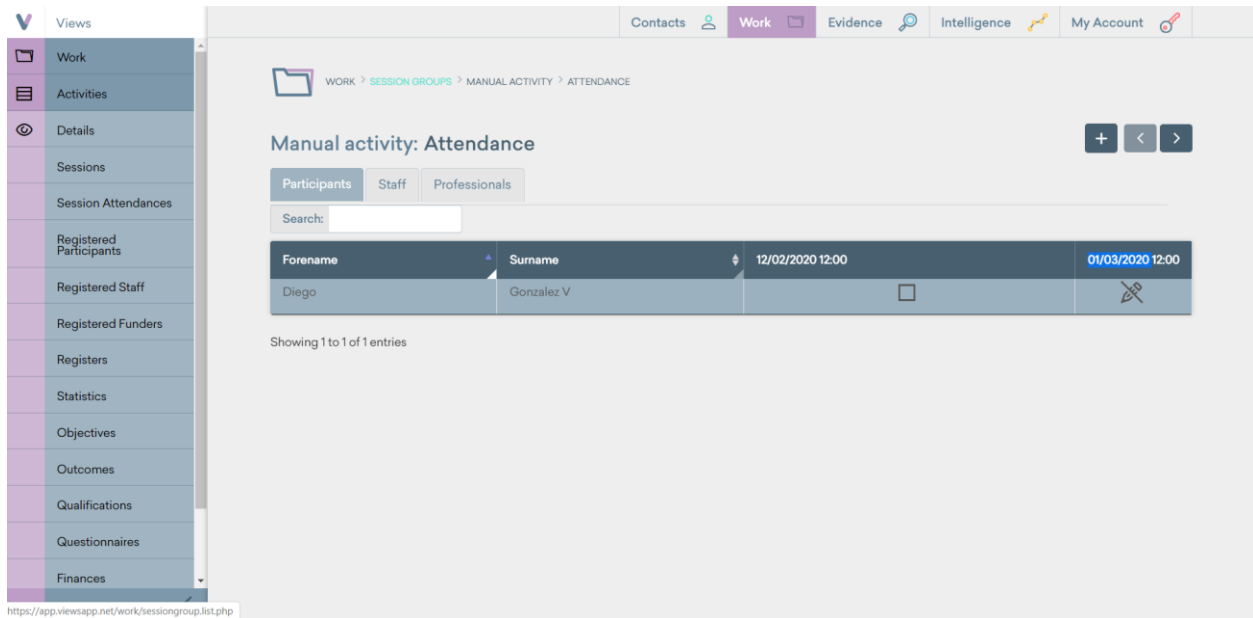 Views
Contacts
Work
Evidence
Intelligence
My Account
Work
Activities
Details
Sessions
Session Attendances
Registered
Participants
Registered Staff
Registered Funders
Registers
Statistics
Objectives
Outcomes
Qualifications
Questionnaires
Finances
WORK > SESSION GROUPS > MANUAL ACTIVITY > ATTENDANCE
Manual activity: Attendance
Participants Staff Professionals
Search:
Forename Surname 12/02/2020 12:00 01/03/2020 12:00
Diego Gonzalez V
Showing 1 to 1 of 1 entries
https://app.viewsapp.net/work/sessiongroup.list.php